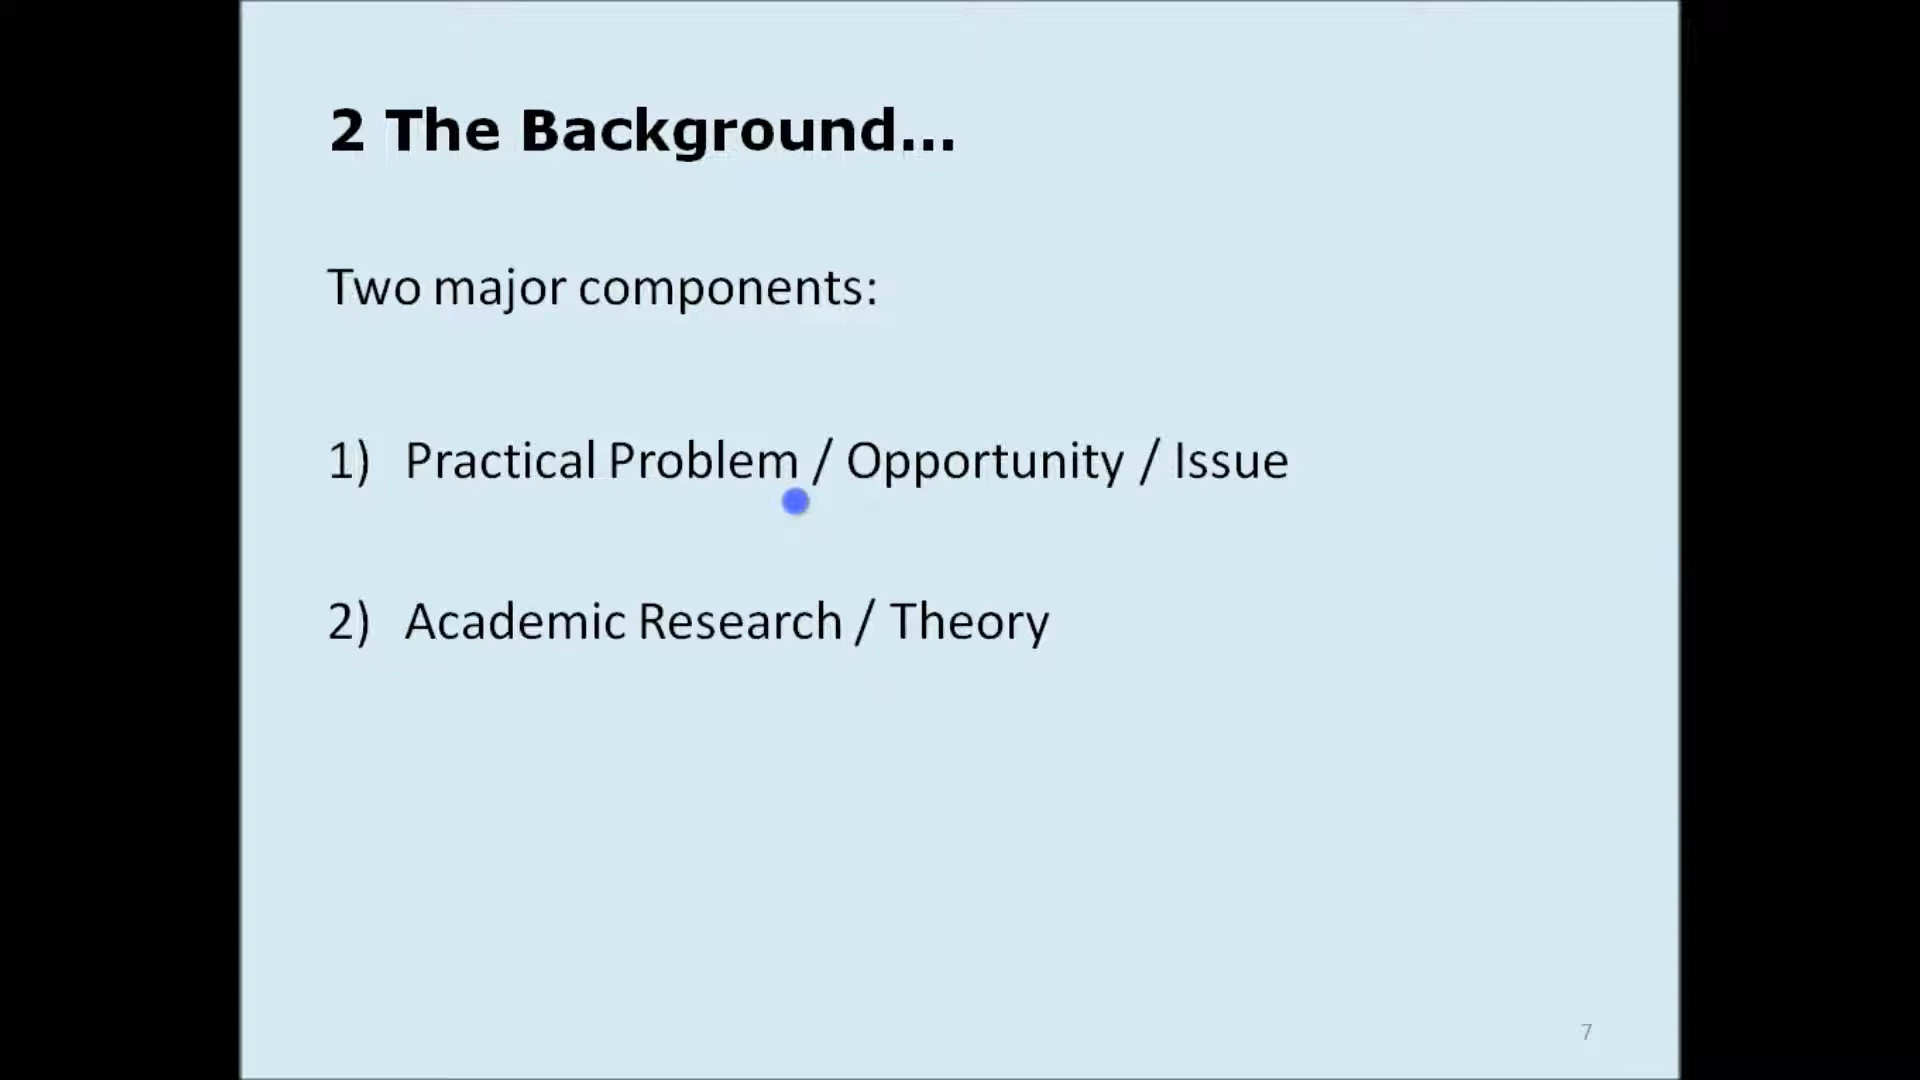 2 The Background...
Two major components:
1) Practical Problem / Opportunity / Issue
2) Academic Research / Theory
7